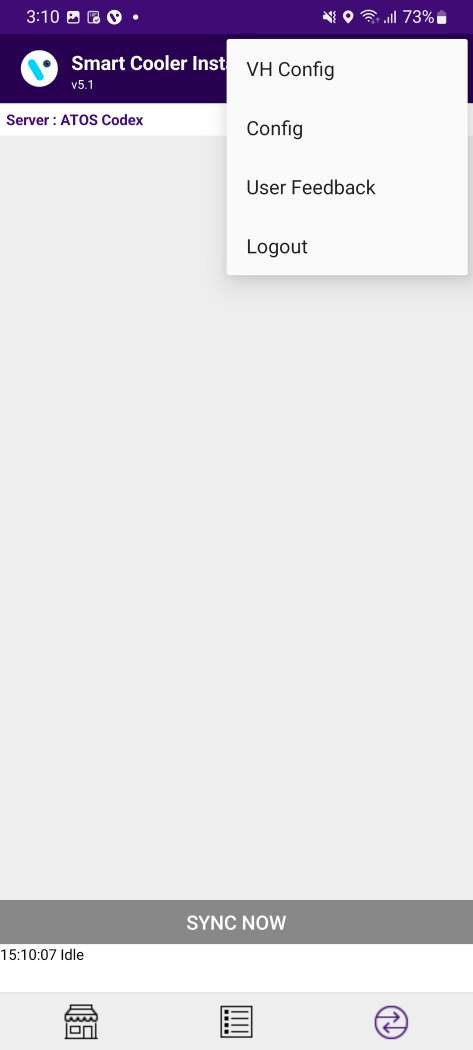 3:10
73%
Smart Cooler Inst
v5.1
Server : ATOS Codex
VH Config
Config
User Feedback
Logout
SYNC NOW
15:10:07 Idle